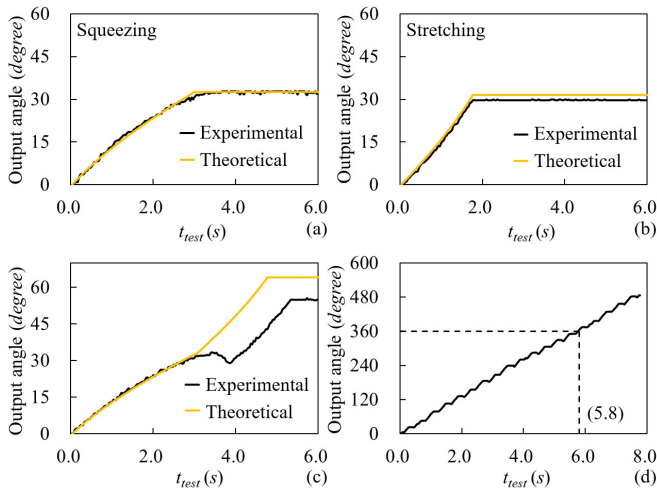 Squeezing
Output angle (degree)
60
45
30
15
0
Experimental
Theoretical
0.0 2.0 4.0 6.0
t_test (s) (a)
Stretching
Output angle (degree)
60
45
30
15
0
Experimental
Theoretical
0.0 2.0 4.0 6.0
t_test (s) (b)
Output angle (degree)
60
45
30
15
0
Experimental
Theoretical
0.0 2.0 4.0 6.0
t_test (s) (c)
Output angle (degree)
600
480
360
240
120
0
(5.8)
0.0 2.0 4.0 6.0 8.0
t_test (s) (d)